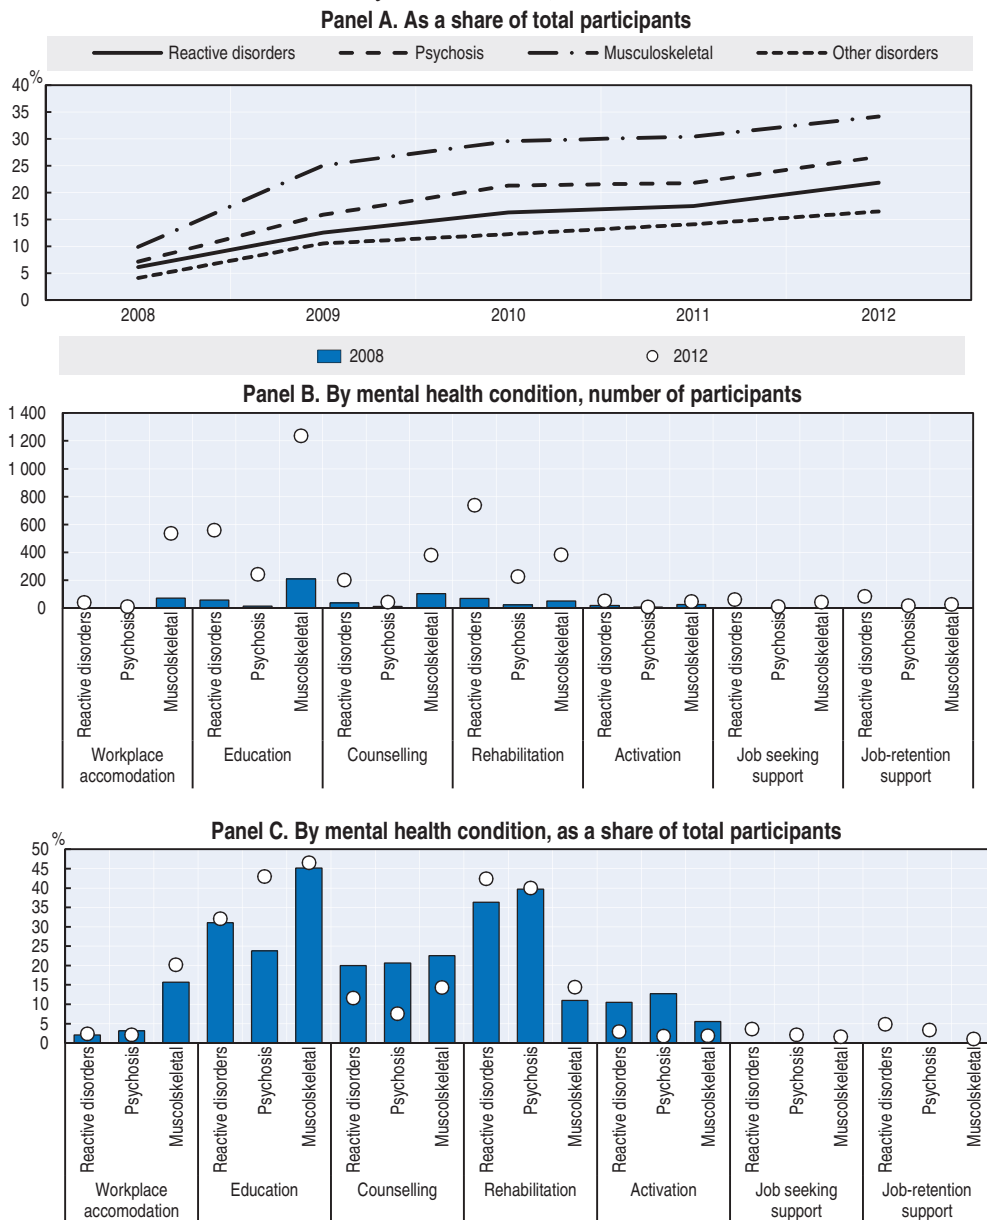 Panel A. As a share of total participants
Reactive disorders Psychosis Musculoskeletal Other disorders
%
40
35
30
25
20
15
10
5
0
2008 2009 2010 2011 2012
2008 2012
Panel B. By mental health condition, number of participants
1 400
1 200
1 000
800
600
400
200
0
Reactive disorders
Psychosis
Muscolskeletal
Reactive disorders
Psychosis
Muscolskeletal
Reactive disorders
Psychosis
Muscolskeletal
Reactive disorders
Psychosis
Muscolskeletal
Reactive disorders
Psychosis
Muscolskeletal
Reactive disorders
Psychosis
Muscolskeletal
Reactive disorders
Psychosis
Muscolskeletal
Workplace accomodation
Education
Counselling
Rehabilitation
Activation
Job seeking support
Job-retention support
Panel C. By mental health condition, as a share of total participants
%
50
45
40
35
30
25
20
15
10
5
0
Reactive disorders
Psychosis
Muscolskeletal
Reactive disorders
Psychosis
Muscolskeletal
Reactive disorders
Psychosis
Muscolskeletal
Reactive disorders
Psychosis
Muscolskeletal
Reactive disorders
Psychosis
Muscolskeletal
Reactive disorders
Psychosis
Muscolskeletal
Reactive disorders
Psychosis
Muscolskeletal
Workplace accomodation
Education
Counselling
Rehabilitation
Activation
Job seeking support
Job-retention support